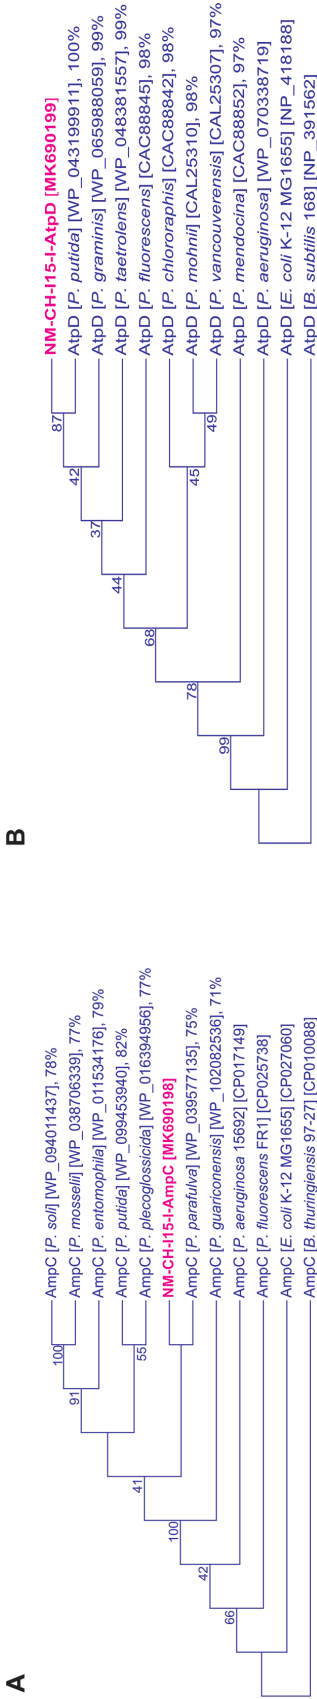 A
AmpC [P. soli] [WP_094011437], 78%
AmpC [P. mosselii] [WP_038706339], 77%
AmpC [P. entomophila] [WP_011534176], 79%
AmpC [P. putida] [WP_099453940], 82%
AmpC [P. plecoglossicida] [WP_016394956], 77%
NM-CH-I15-I-AmpC [MK690198]
AmpC [P. parafulva] [WP_039577135], 75%
AmpC [P. guariconensis] [WP_102082536], 71%
AmpC [P. aeruginosa 15692] [CP017149]
AmpC [P. fluorescens FR1] [CP025738]
AmpC [E. coli K-12 MG1655] [CP027060]
AmpC [B. thuringiensis 97-27] [CP010088]
100
91
55
41
100
42
66
B
NM-CH-I15-I-AtpD [MK690199]
AtpD [P. putida] [WP_043199911], 100%
AtpD [P. graminis] [WP_065988059], 99%
AtpD [P. taetrolens] [WP_048381557], 99%
AtpD [P. fluorescens] [CAC88845], 98%
AtpD [P. chlororaphis] [CAC88842], 98%
AtpD [P. mohnii] [CAL25310], 98%
AtpD [P. vancouverensis] [CAL25307], 97%
AtpD [P. mendocina] [CAC88852], 97%
AtpD [P. aeruginosa] [WP_070338719]
AtpD [E. coli K-12 MG1655] [NP_418188]
AtpD [B. subtilis 168] [NP_391562]
87
42
37
44
49
45
68
78
99